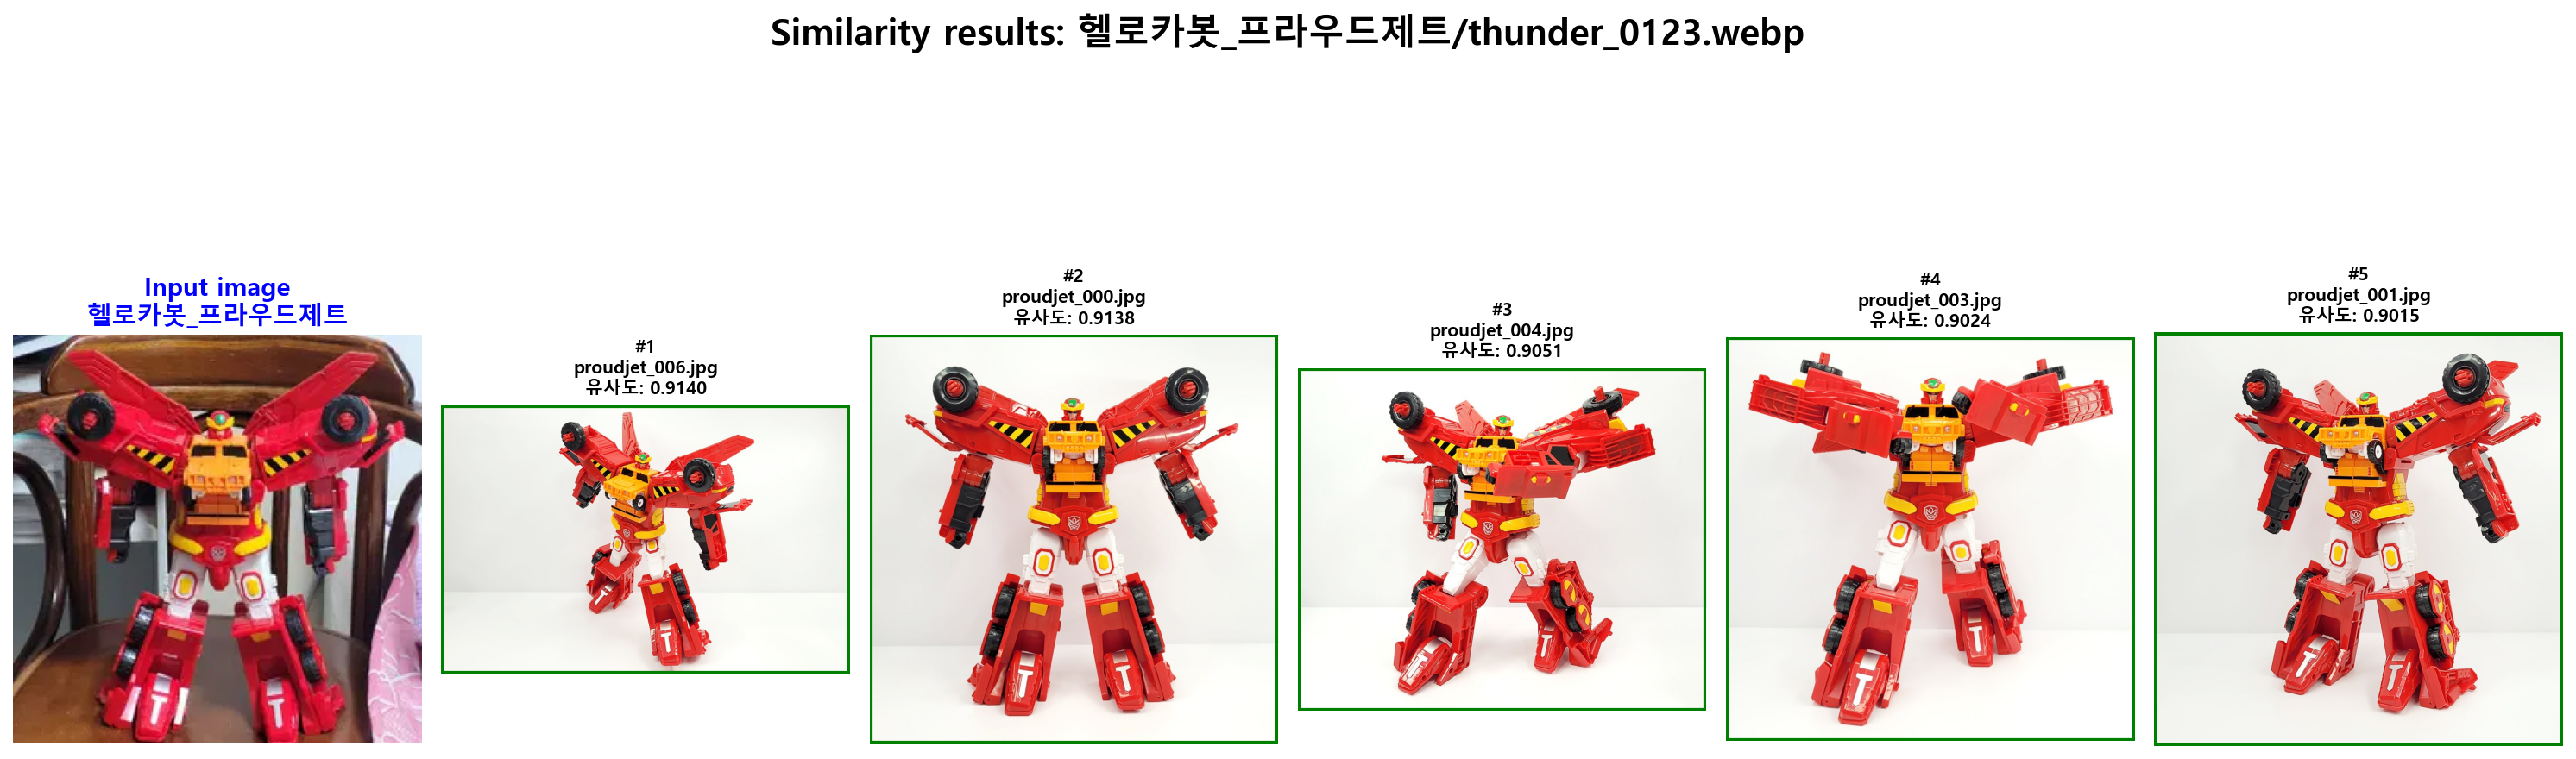 Similarity results: 헬로카봇_프라우드제트/thunder_0123.webp
Input image
헬로카봇_프라우드제트
#1
proudjet_006.jpg
유사도: 0.9140
#2
proudjet_000.jpg
유사도: 0.9138
#3
proudjet_004.jpg
유사도: 0.9051
#4
proudjet_003.jpg
유사도: 0.9024
#5
proudjet_001.jpg
유사도: 0.9015
T
T
T
T
T
T
T
T
T
T
T
T